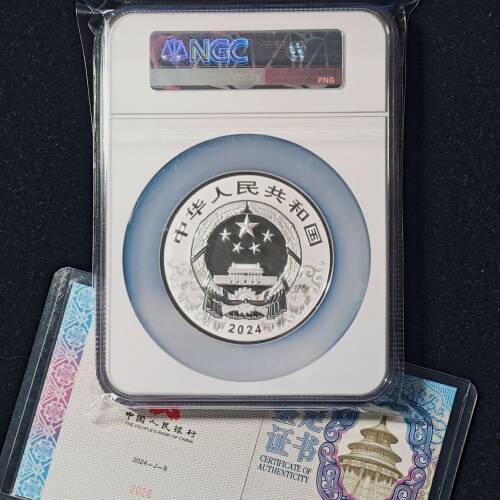 NGC
PNG
中华人民共和国
2024
中国人民银行
THE PEOPLE'S BANK OF CHINA
2024-J-9
2026
证书
CERTIFICATE OF
AUTHENTICITY